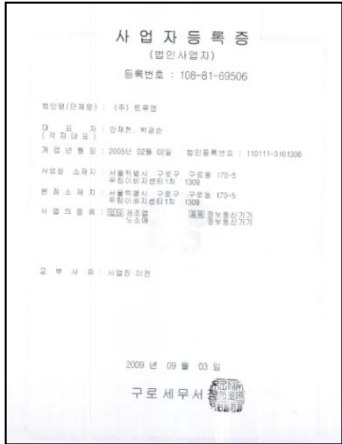 사 업 자 등 록 증
(법인사업자)
등록번호 : 108-81-69506
법인명(단체명) : (주) 트루엔
대 표 자 : 안재천, 박경순
(각자대표)
개 업 년 월 일 : 2005년 02월 02일 법인등록번호 : 110111-3161306
사업장 소재지 : 서울특별시 구로구 구로동 170-5
우림이비지센터1차 1309
본 점 소 재 지 : 서울특별시 구로구 구로동 170-5
우림이비지센터1차 1309
사 업 의 종 류 : 업태 제조업 종목 정보통신기기
도소매 정보통신기기
교 부 사 유 : 사업장 이전
2009 년 09 월 03 일
구로세무서